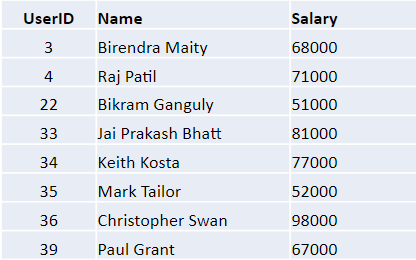 UserID Name Salary
3 Birendra Maity 68000
4 Raj Patil 71000
22 Bikram Ganguly 51000
33 Jai Prakash Bhatt 81000
34 Keith Kosta 77000
35 Mark Tailor 52000
36 Christopher Swan 98000
39 Paul Grant 67000